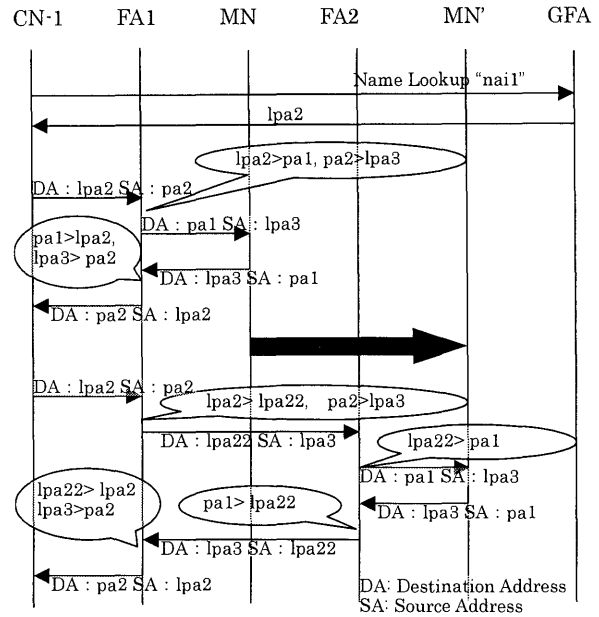 CN-1 FA1 MN FA2 MN' GFA
Name Lookup "nai1"
lpa2
lpa2>pa1, pa2>lpa3
DA : lpa2 SA : pa2
DA : pa1 SA : lpa3
pa1>lpa2,
lpa3> pa2
DA : lpa3 SA : pa1
DA : pa2 SA : lpa2
DA : lpa2 SA : pa2
lpa2> lpa22, pa2>lpa3
DA : lpa22 SA : lpa3
lpa22> pa1
DA : pa1 SA : lpa3
lpa22> lpa2
lpa3>pa2
pa1> lpa22
DA : lpa3 SA : pa1
DA : lpa3 SA : lpa22
DA : pa2 SA : lpa2
DA: Destination Address
SA: Source Address